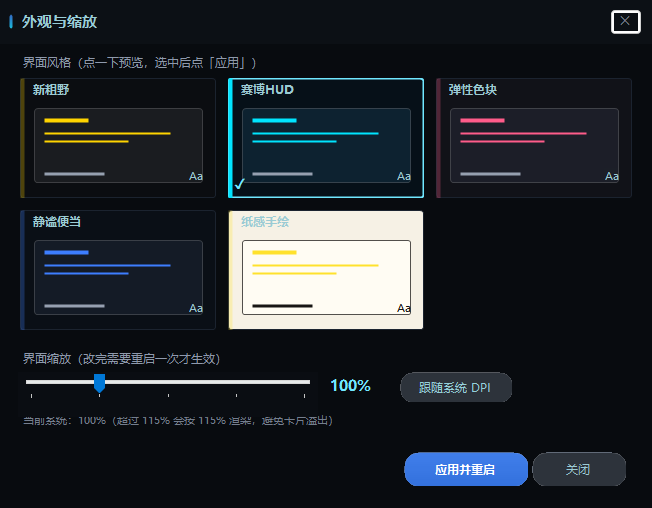 外观与缩放
界面风格（点一下预览，选中后点「应用」）
新粗野
Aa
赛博HUD
Aa
弹性色块
Aa
静谧便当
Aa
纸感手绘
Aa
界面缩放（改完需要重启一次才生效）
100%
跟随系统 DPI
当前系统：100%（超过 115% 会按 115% 渲染，避免卡片溢出）
应用并重启
关闭